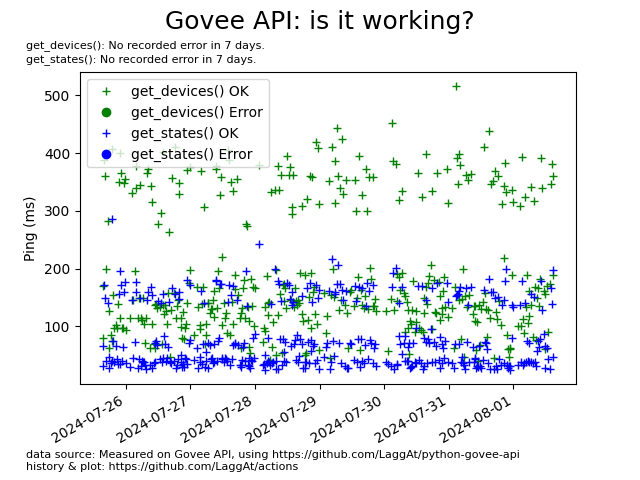 Govee API: is it working?
get_devices(): No recorded error in 7 days.
get_states(): No recorded error in 7 days.
get_devices() OK
get_devices() Error
get_states() OK
get_states() Error
500
400
300
200
100
Ping (ms)
2024-07-26
2024-07-27
2024-07-28
2024-07-29
2024-07-30
2024-07-31
2024-08-01
data source: Measured on Govee API, using https://github.com/LaggAt/python-govee-api
history & plot: https://github.com/LaggAt/actions